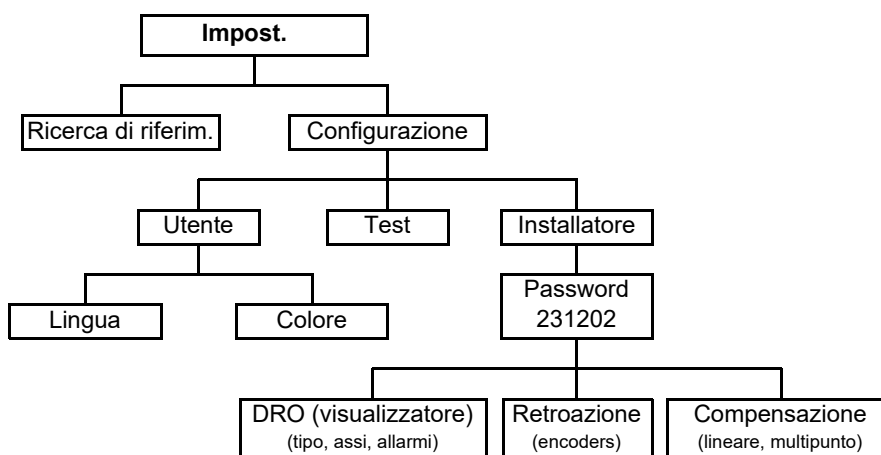 Impost.
Ricerca di riferim.
Configurazione
Utente
Test
Installatore
Lingua
Colore
Password
231202
DRO (visualizzatore)
(tipo, assi, allarmi)
Retroazione
(encoders)
Compensazione
(lineare, multipunto)